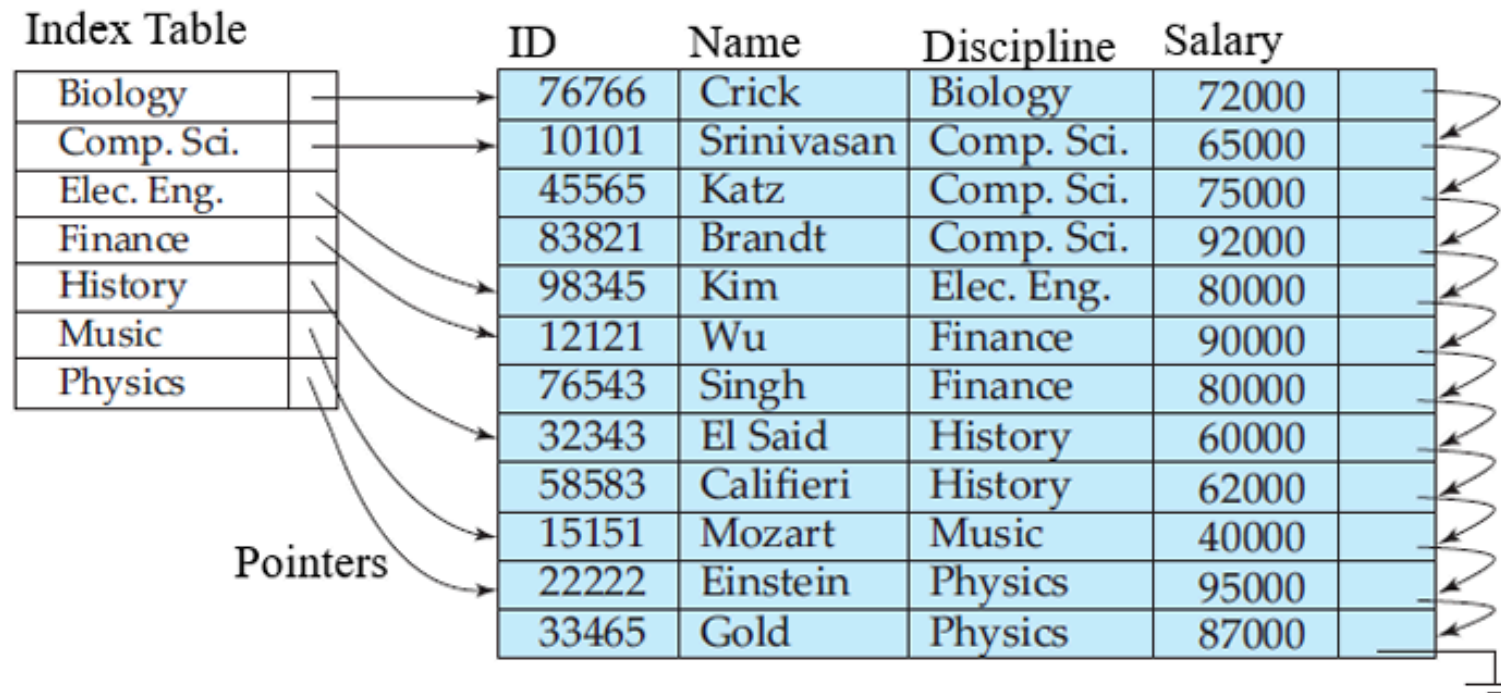 Index Table
Biology
Comp. Sci.
Elec. Eng.
Finance
History
Music
Physics
Pointers
ID Name Discipline Salary
76766 Crick Biology 72000
10101 Srinivasan Comp. Sci. 65000
45565 Katz Comp. Sci. 75000
83821 Brandt Comp. Sci. 92000
98345 Kim Elec. Eng. 80000
12121 Wu Finance 90000
76543 Singh Finance 80000
32343 El Said History 60000
58583 Califieri History 62000
15151 Mozart Music 40000
22222 Einstein Physics 95000
33465 Gold Physics 87000